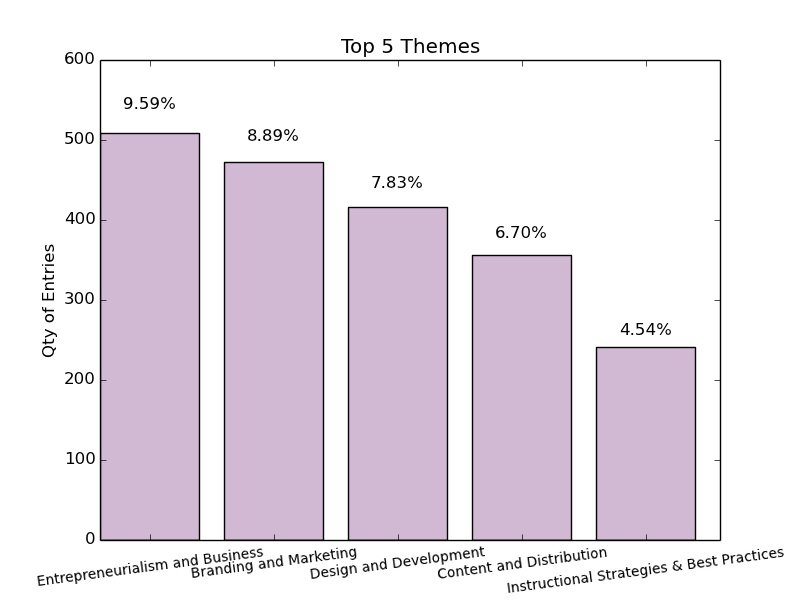 Top 5 Themes
600
500
400
300
200
100
0
Qty of Entries
9.59%
8.89%
7.83%
6.70%
4.54%
Entrepreneurialism and Business
Branding and Marketing
Design and Development
Content and Distribution
Instructional Strategies & Best Practices